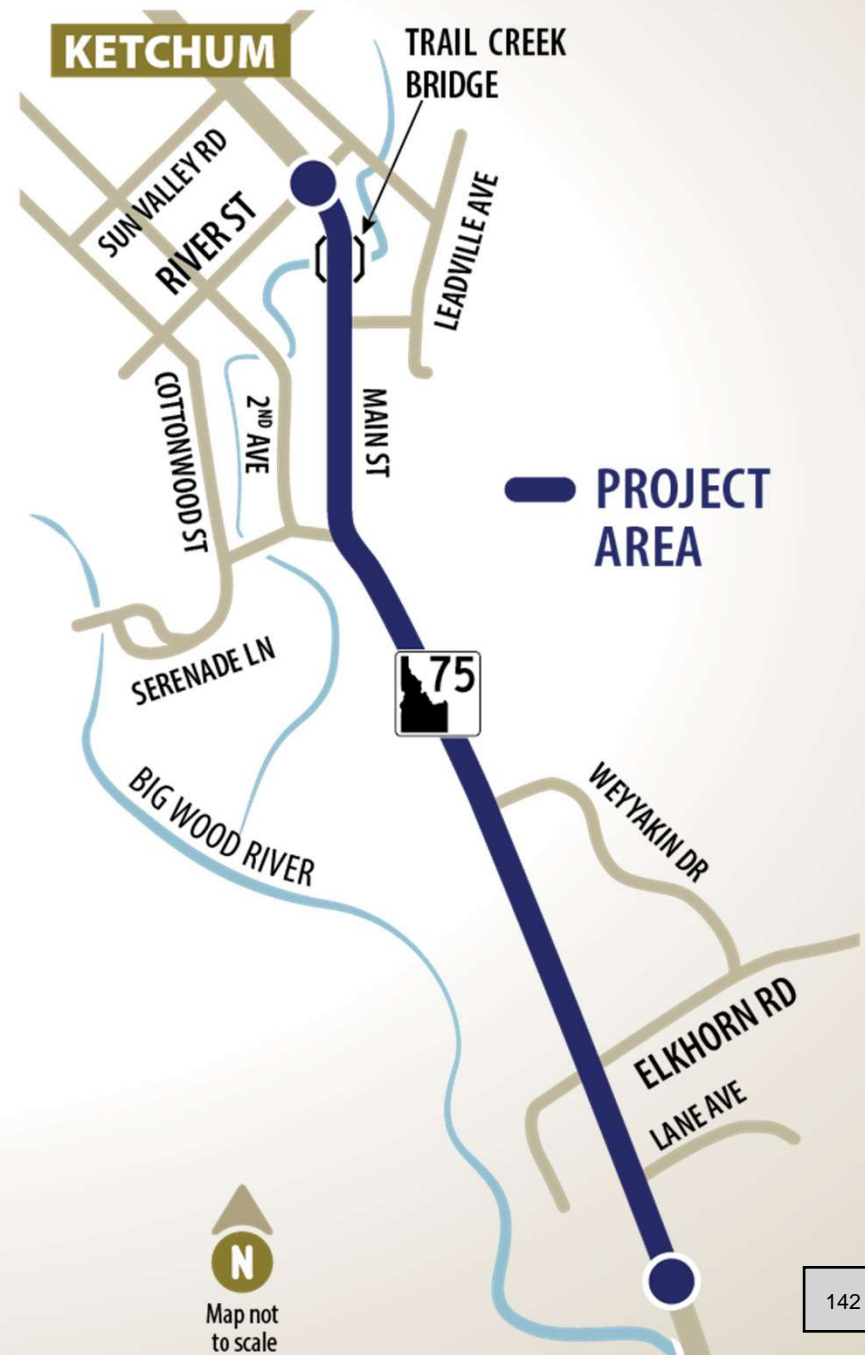 KETCHUM
TRAIL CREEK
BRIDGE
SUN VALLEY RD
RIVER ST
LEADVILLE AVE
COTTONWOOD ST
2ND AVE
MAIN ST
PROJECT
AREA
SERENADE LN
75
BIG WOOD RIVER
WEYYAKIN DR
ELKHORN RD
LANE AVE
N
Map not
to scale
142